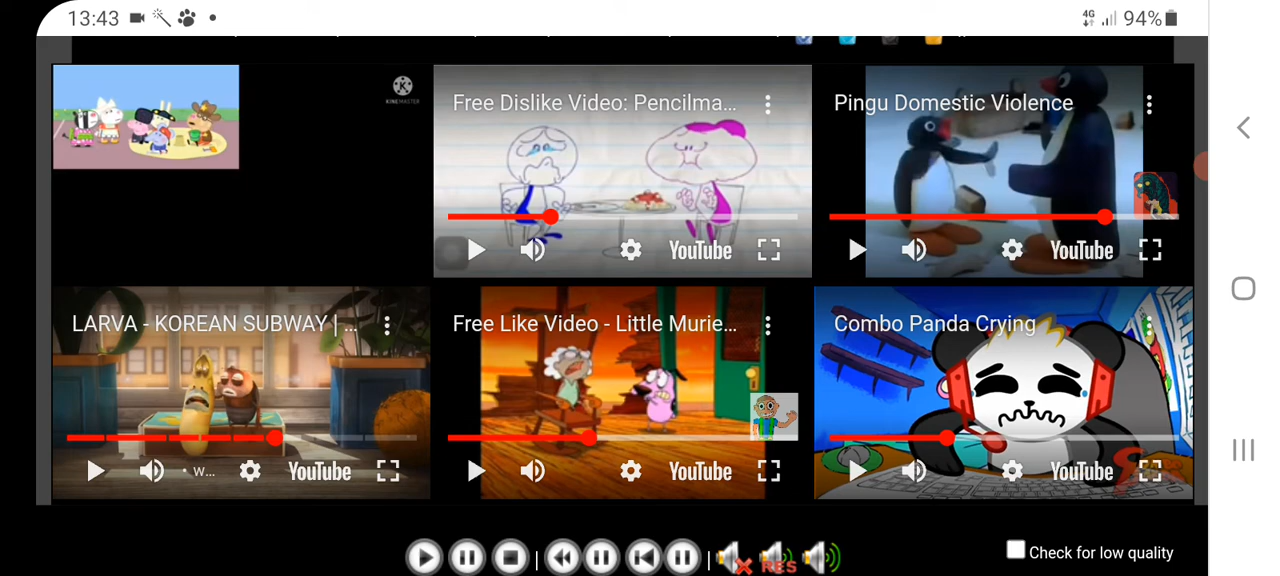 13:43
4G
94%
KINEMASTER
Free Dislike Video: Pencilma...
Pingu Domestic Violence
YouTube
YouTube
LARVA - KOREAN SUBWAY | ...
Free Like Video - Little Murie...
Combo Panda Crying
• w...
YouTube
YouTube
YouTube
RES
Check for low quality